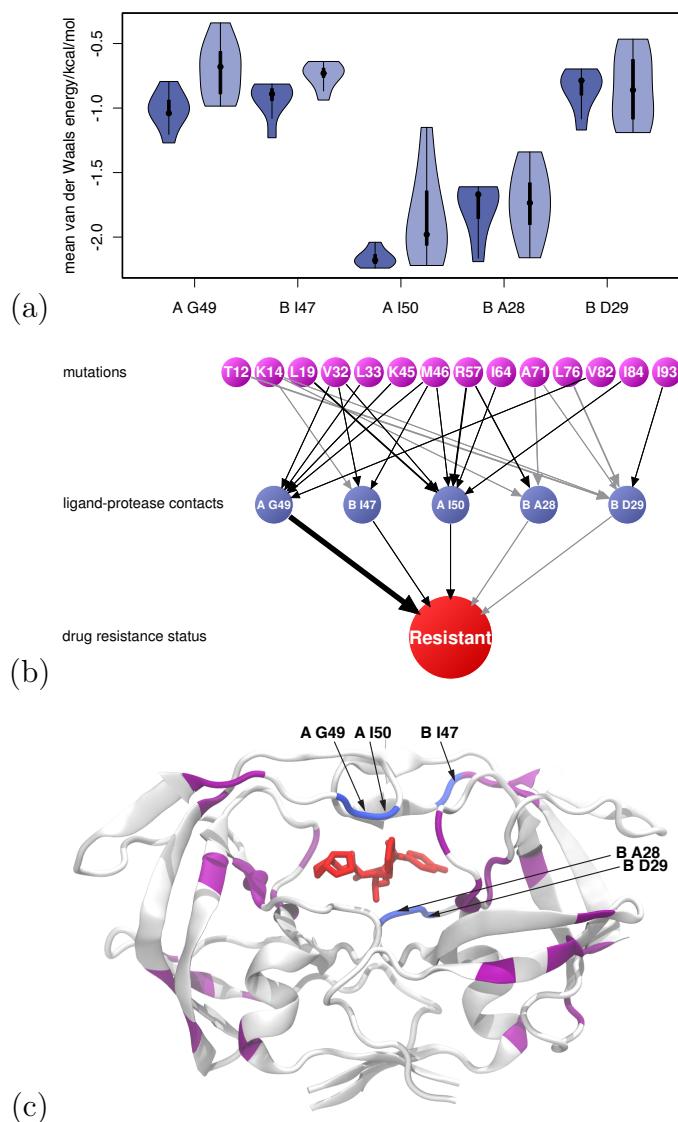 mean van der Waals energy/kcal/mol
-0.5
-1.0
-1.5
-2.0
A G49 B I47 A I50 B A28 B D29
(a)
mutations
T12 K14 L19 V32 L33 K45 M46 R57 I64 A71 L76 V82 I84 I93
ligand-protease contacts
A G49 B I47 A I50 B A28 B D29
drug resistance status
Resistant
(b)
A G49 A I50 B I47
B A28
B D29
(c)